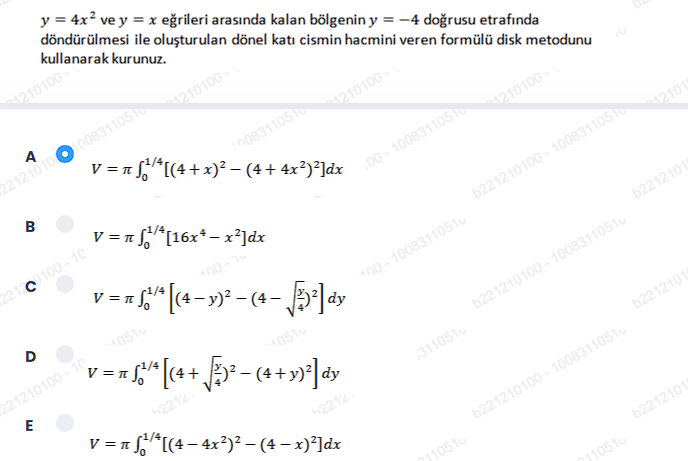 y = 4x² ve y = x eğrileri arasında kalan bölgenin y = −4 doğrusu etrafında
döndürülmesi ile oluşturulan dönel katı cismin hacmini veren formülü disk metodunu
kullanarak kurunuz.
A V = π ∫₀^{1/4}[(4 + x)² − (4 + 4x²)²]dx
B V = π ∫₀^{1/4}[16x⁴ − x²]dx
C V = π ∫₀^{1/4}[(4 − y)² − (4 − √(y/4))²] dy
D V = π ∫₀^{1/4}[(4 + √(y/4))² − (4 + y)²] dy
E V = π ∫₀^{1/4}[(4 − 4x²)² − (4 − x)²]dx
b221210100 - 10083110510